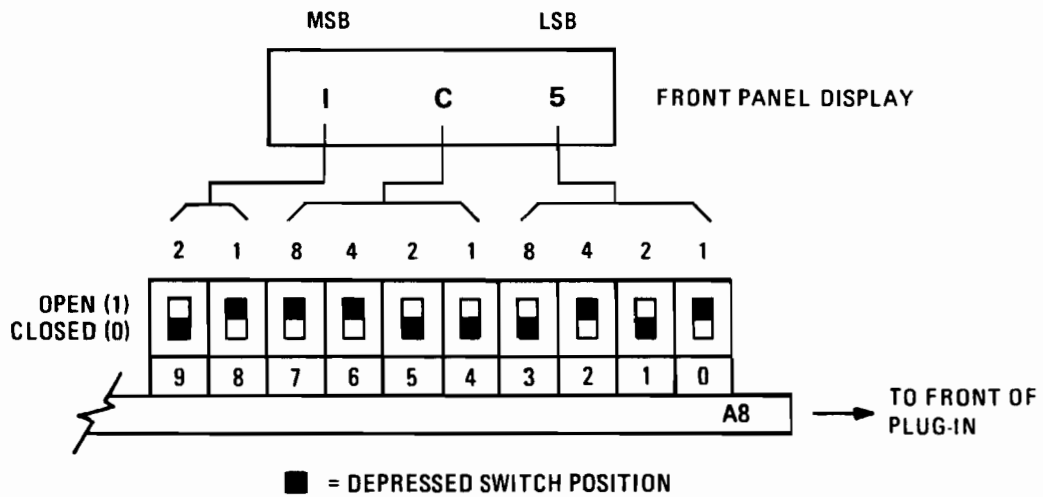 MSB LSB
I C 5 FRONT PANEL DISPLAY
2 1 8 4 2 1 8 4 2 1
OPEN (1)
CLOSED (0)
9 8 7 6 5 4 3 2 1 0
A8
TO FRONT OF
PLUG-IN
= DEPRESSED SWITCH POSITION